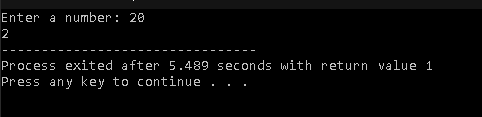 Enter a number: 20
2
--------------------------------
Process exited after 5.489 seconds with return value 1
Press any key to continue . . .